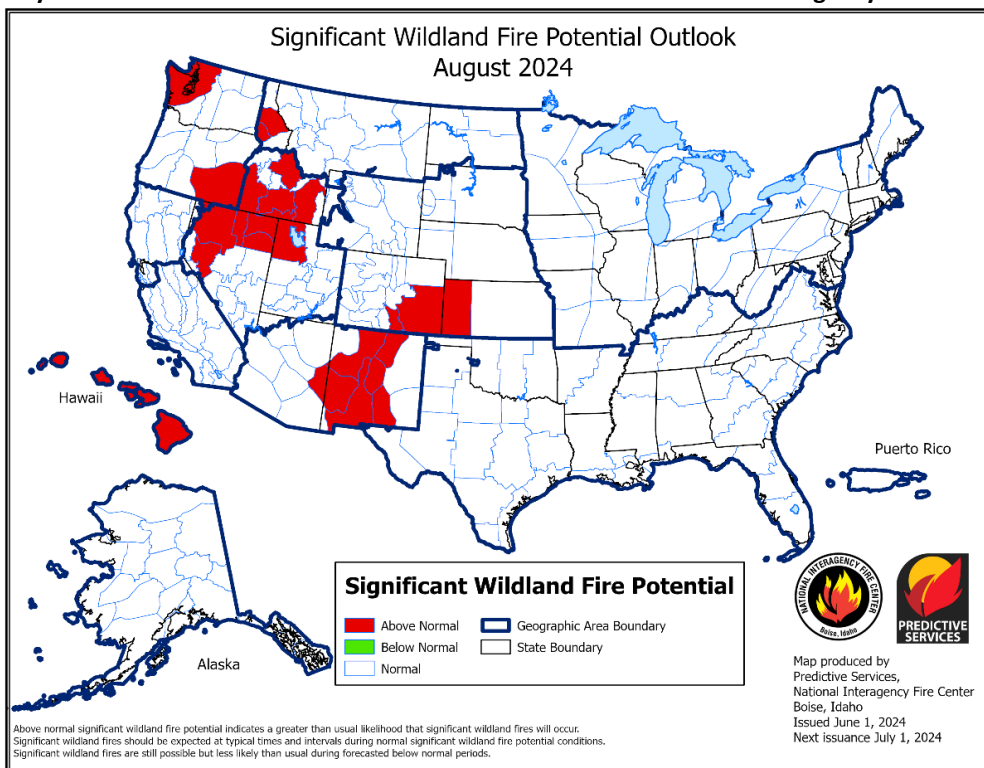 Significant Wildland Fire Potential Outlook
August 2024
Hawaii
Puerto Rico
Alaska
Significant Wildland Fire Potential
Above Normal
Below Normal
Normal
Geographic Area Boundary
State Boundary
NATIONAL INTERAGENCY FIRE CENTER
Boise, Idaho
PREDICTIVE
SERVICES
Map produced by
Predictive Services,
National Interagency Fire Center
Boise, Idaho
Issued June 1, 2024
Next issuance July 1, 2024
Above normal significant wildland fire potential indicates a greater than usual likelihood that significant wildland fires will occur.
Significant wildland fires should be expected at typical times and intervals during normal significant wildland fire potential conditions.
Significant wildland fires are still possible but less likely than usual during forecasted below normal periods.